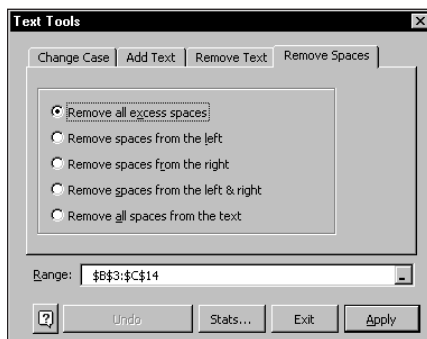 Text Tools
Change Case Add Text Remove Text Remove Spaces
Remove all excess spaces
Remove spaces from the left
Remove spaces from the right
Remove spaces from the left & right
Remove all spaces from the text
Range: $B$3:$C$14
? Undo Stats... Exit Apply